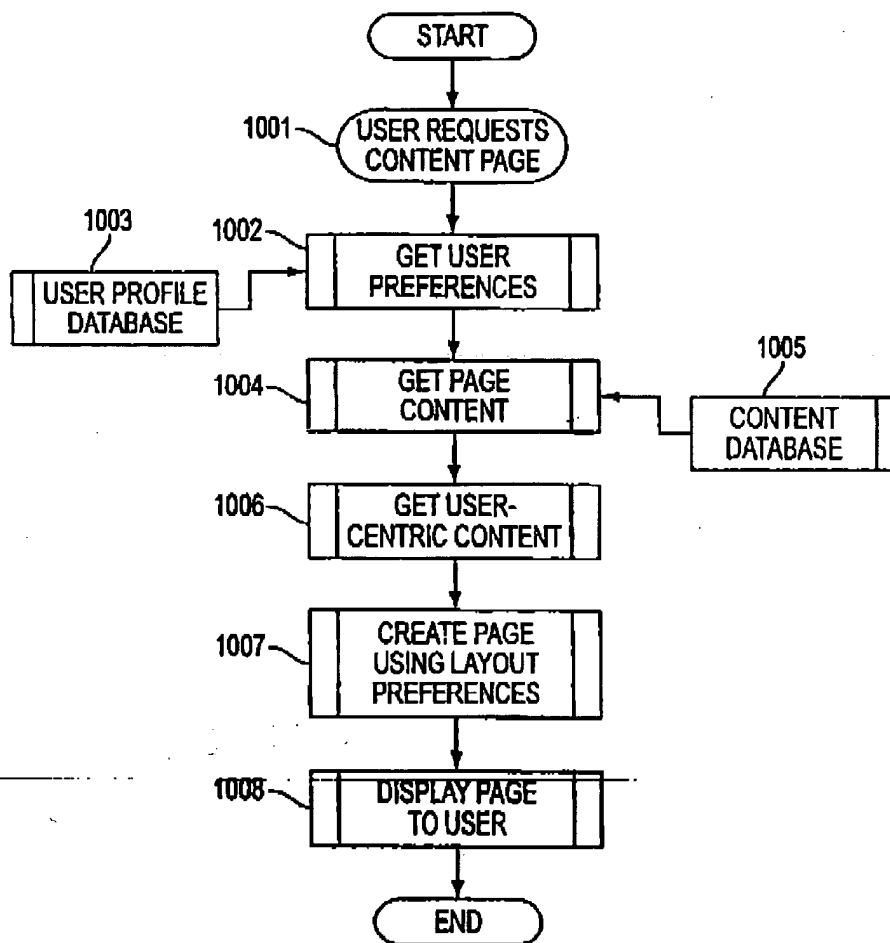 START
1001
USER REQUESTS
CONTENT PAGE
1002
GET USER
PREFERENCES
1003
USER PROFILE
DATABASE
1004
GET PAGE
CONTENT
1005
CONTENT
DATABASE
1006
GET USER-
CENTRIC CONTENT
1007
CREATE PAGE
USING LAYOUT
PREFERENCES
1008
DISPLAY PAGE
TO USER
END